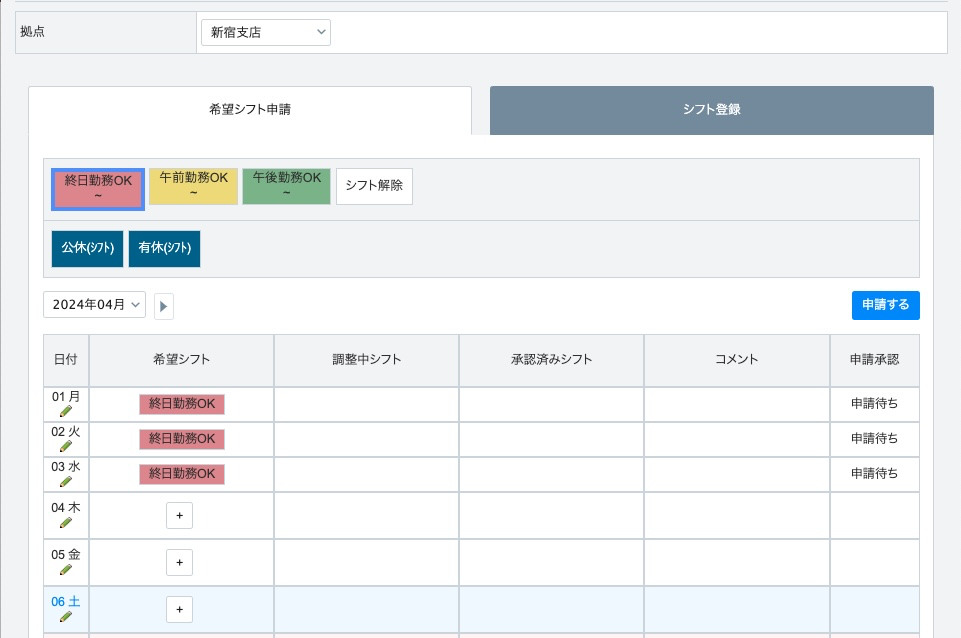 拠点
新宿支店
希望シフト申請
シフト登録
終日勤務OK
~
午前勤務OK
~
午後勤務OK
~
シフト解除
公休(ｼﾌﾄ)
有休(ｼﾌﾄ)
2024年04月
申請する
日付
希望シフト
調整中シフト
承認済みシフト
コメント
申請承認
01 月
終日勤務OK
申請待ち
02 火
終日勤務OK
申請待ち
03 水
終日勤務OK
申請待ち
04 木
+
05 金
+
06 土
+